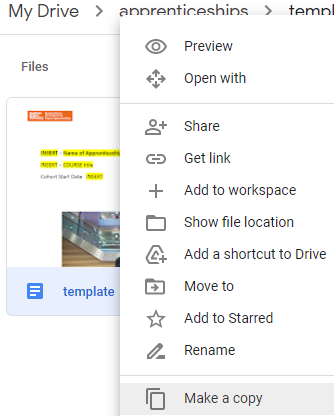 My Drive > apprenticeships > templ
Files
Preview
Open with
Share
Get link
Add to workspace
Show file location
Add a shortcut to Drive
Move to
Add to Starred
Rename
Make a copy
INSERT - Name of Apprenticeship
INSERT - COURSE title
Cohort Start Date: INSERT
template